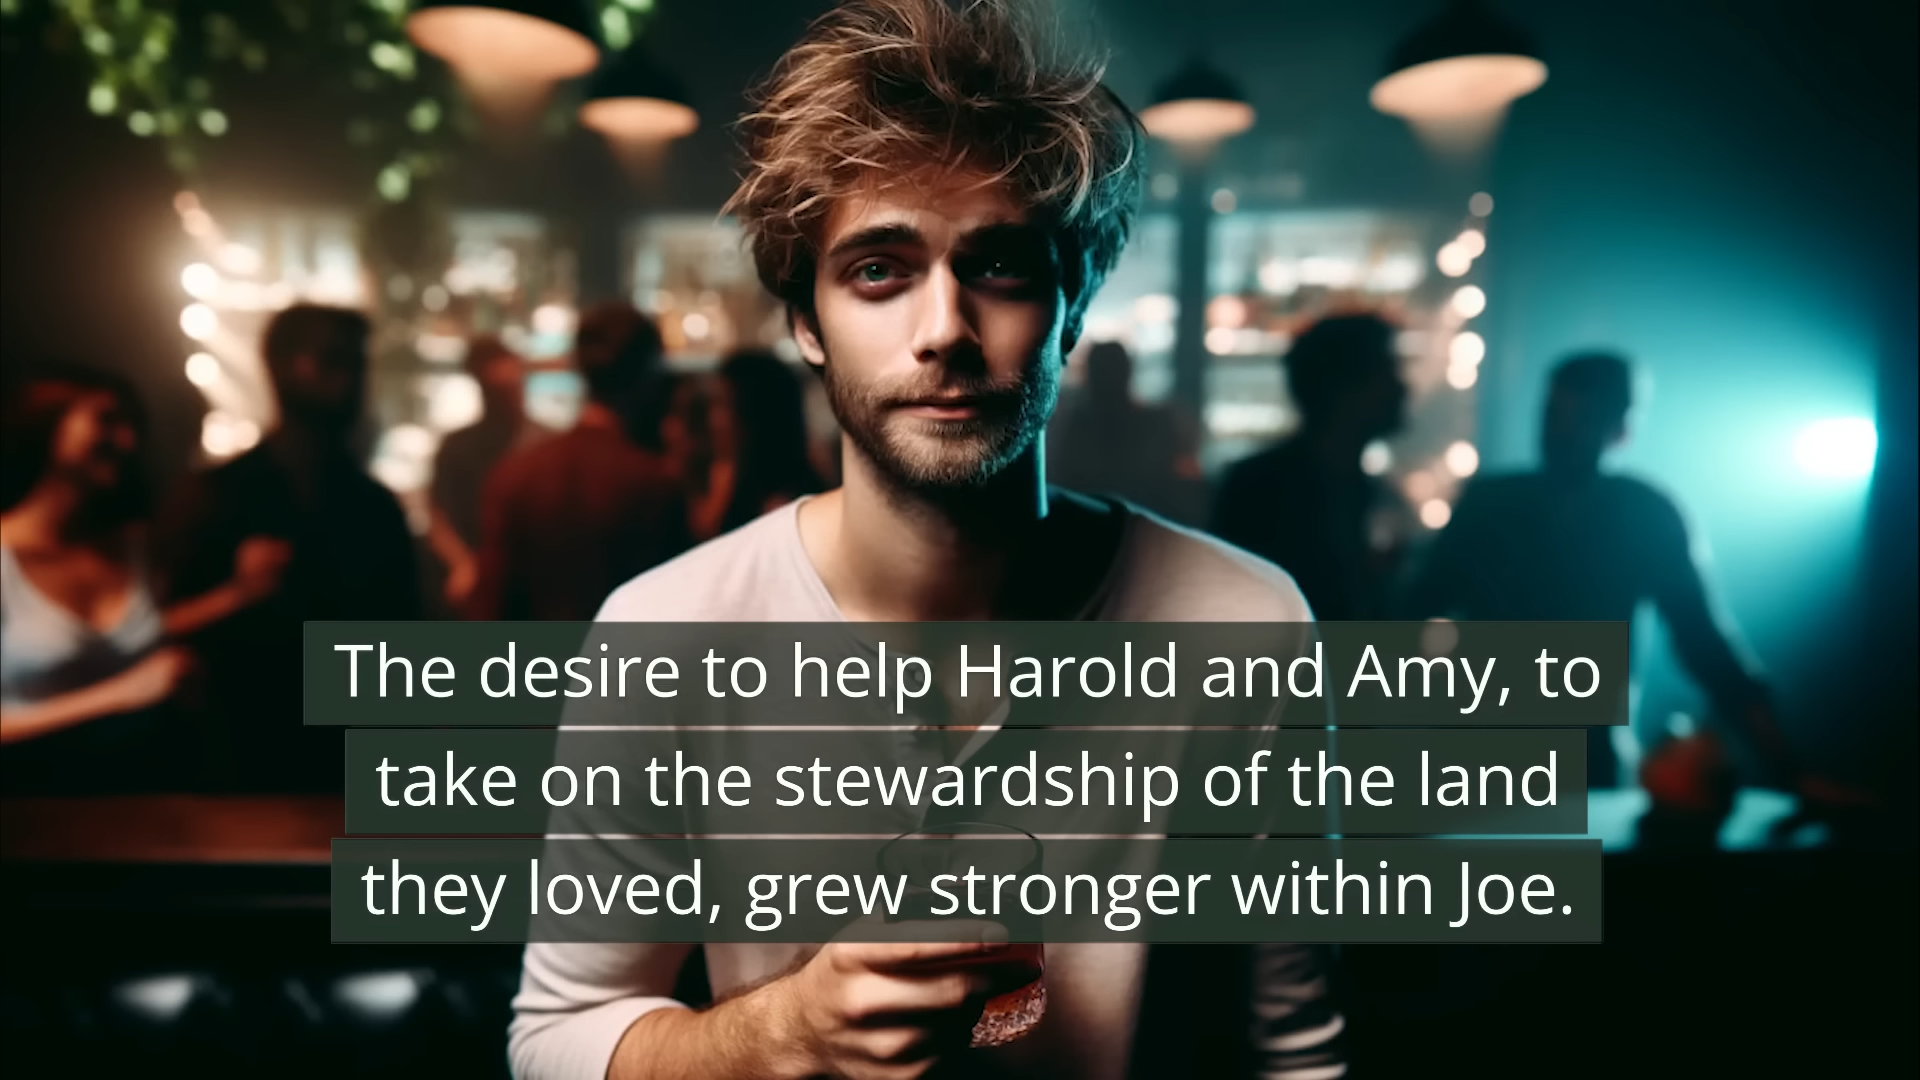 The desire to help Harold and Amy, to
take on the stewardship of the land
they loved, grew stronger within Joe.